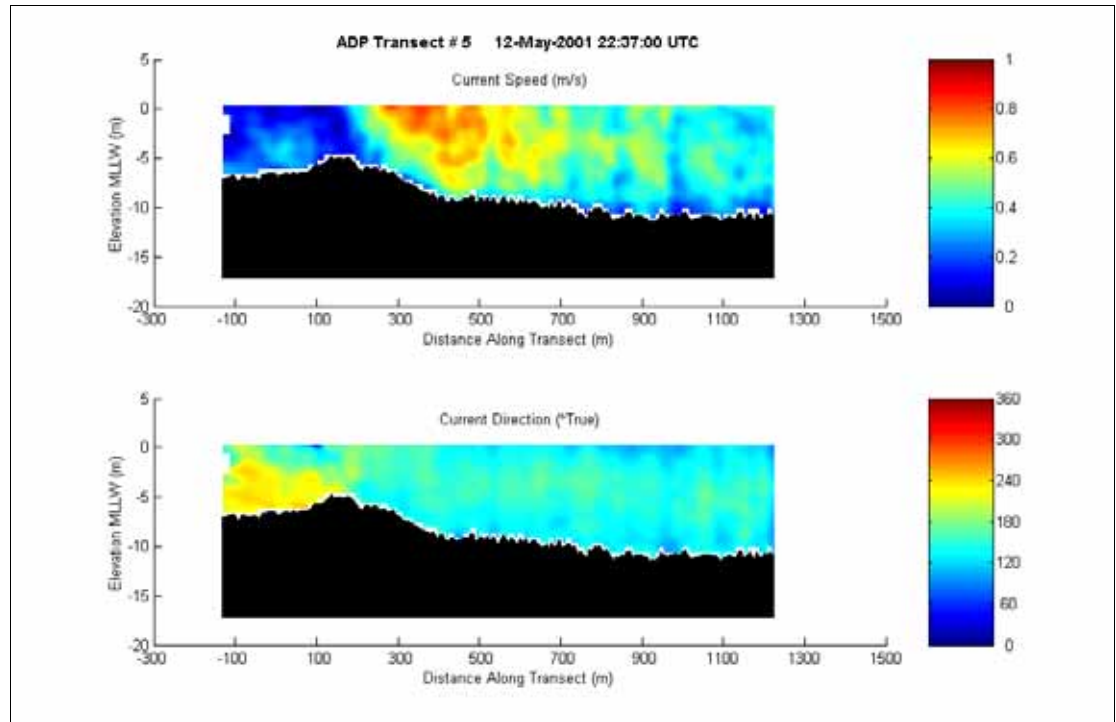 ADP Transect # 5 12-May-2001 22:37:00 UTC
Current Speed (m/s)
Elevation MLLW (m)
5
0
-5
-10
-15
-20
-300 -100 100 300 500 700 900 1100 1300 1500
Distance Along Transect (m)
1
0.8
0.6
0.4
0.2
0
Current Direction (°True)
Elevation MLLW (m)
5
0
-5
-10
-15
-20
-300 -100 100 300 500 700 900 1100 1300 1500
Distance Along Transect (m)
360
300
240
180
120
60
0